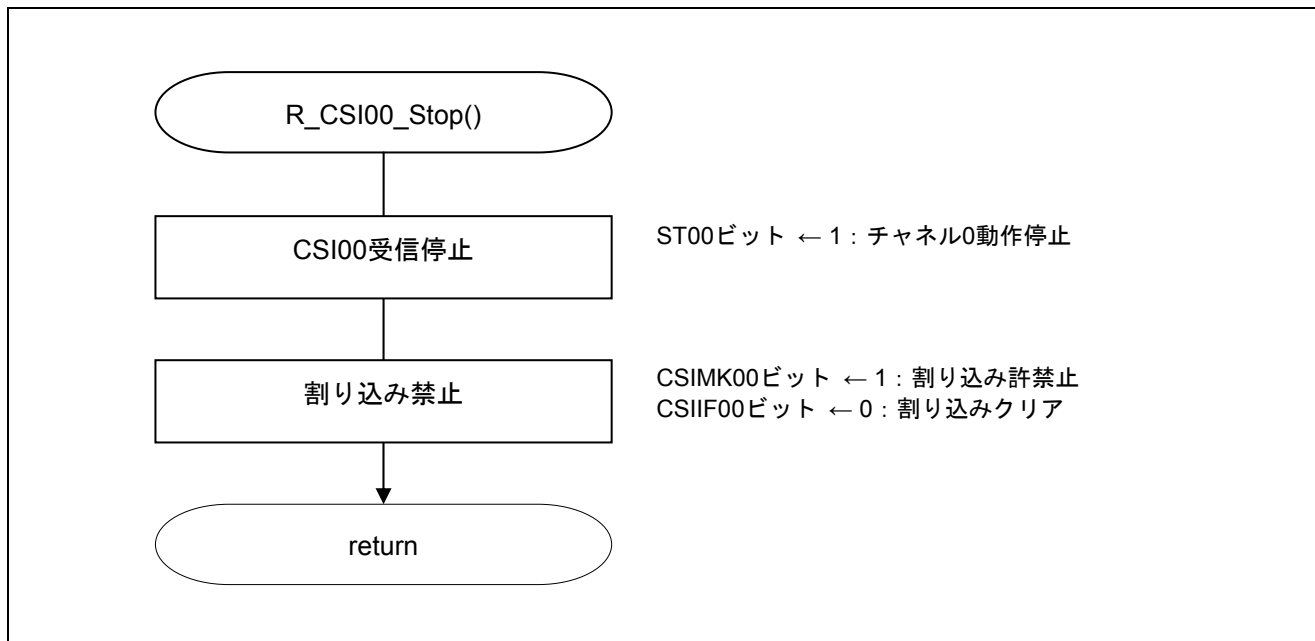 R_CSI00_Stop()
CSI00受信停止
ST00ビット ← 1：チャネル0動作停止
割り込み禁止
CSIMK00ビット ← 1：割り込み許禁止
CSIIF00ビット ← 0：割り込みクリア
return